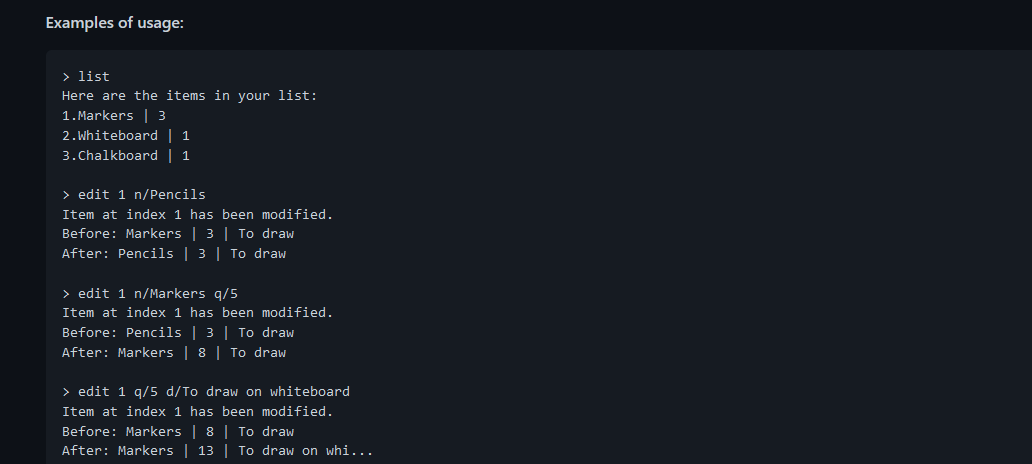 Examples of usage:
> list
Here are the items in your list:
1.Markers | 3
2.Whiteboard | 1
3.Chalkboard | 1
> edit 1 n/Pencils
Item at index 1 has been modified.
Before: Markers | 3 | To draw
After: Pencils | 3 | To draw
> edit 1 n/Markers q/5
Item at index 1 has been modified.
Before: Pencils | 3 | To draw
After: Markers | 8 | To draw
> edit 1 q/5 d/To draw on whiteboard
Item at index 1 has been modified.
Before: Markers | 8 | To draw
After: Markers | 13 | To draw on whi...